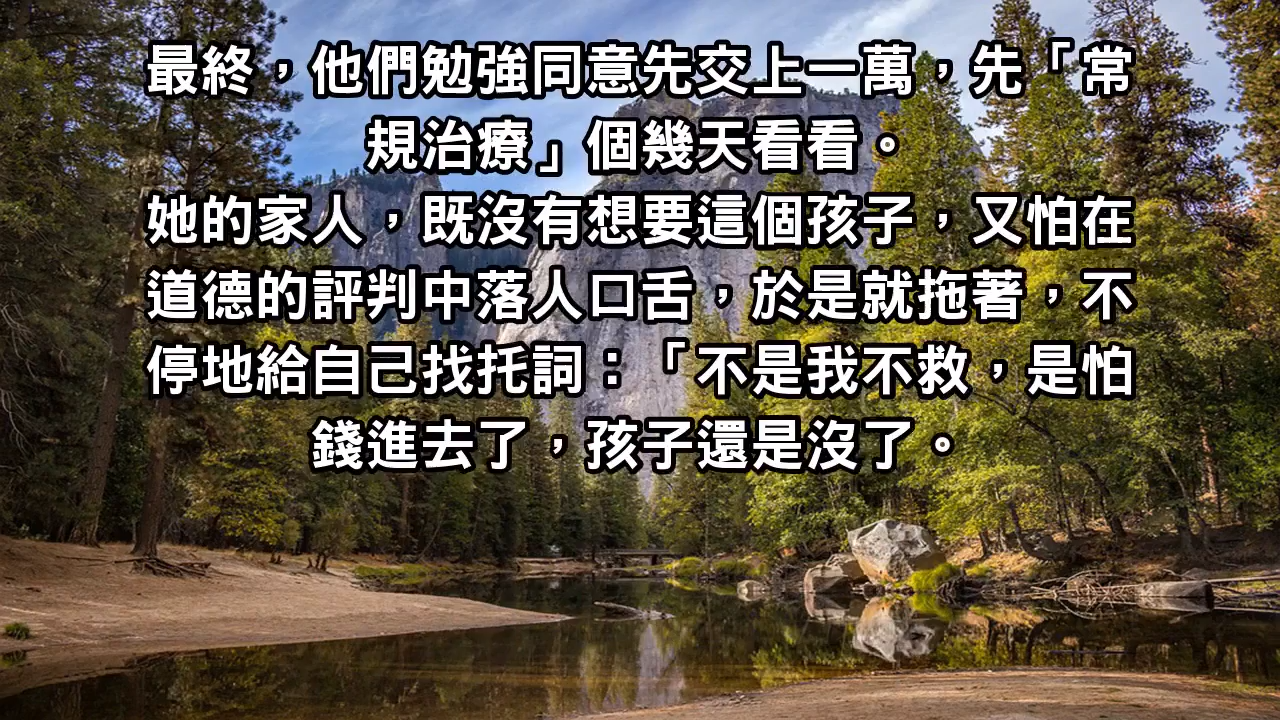 最終，他們勉強同意先交上一萬，先「常
規治療」個幾天看看。
她的家人，既沒有想要這個孩子，又怕在
道德的評判中落人口舌，於是就拖著，不
停地給自己找托詞：「不是我不救，是怕
錢進去了，孩子還是沒了。